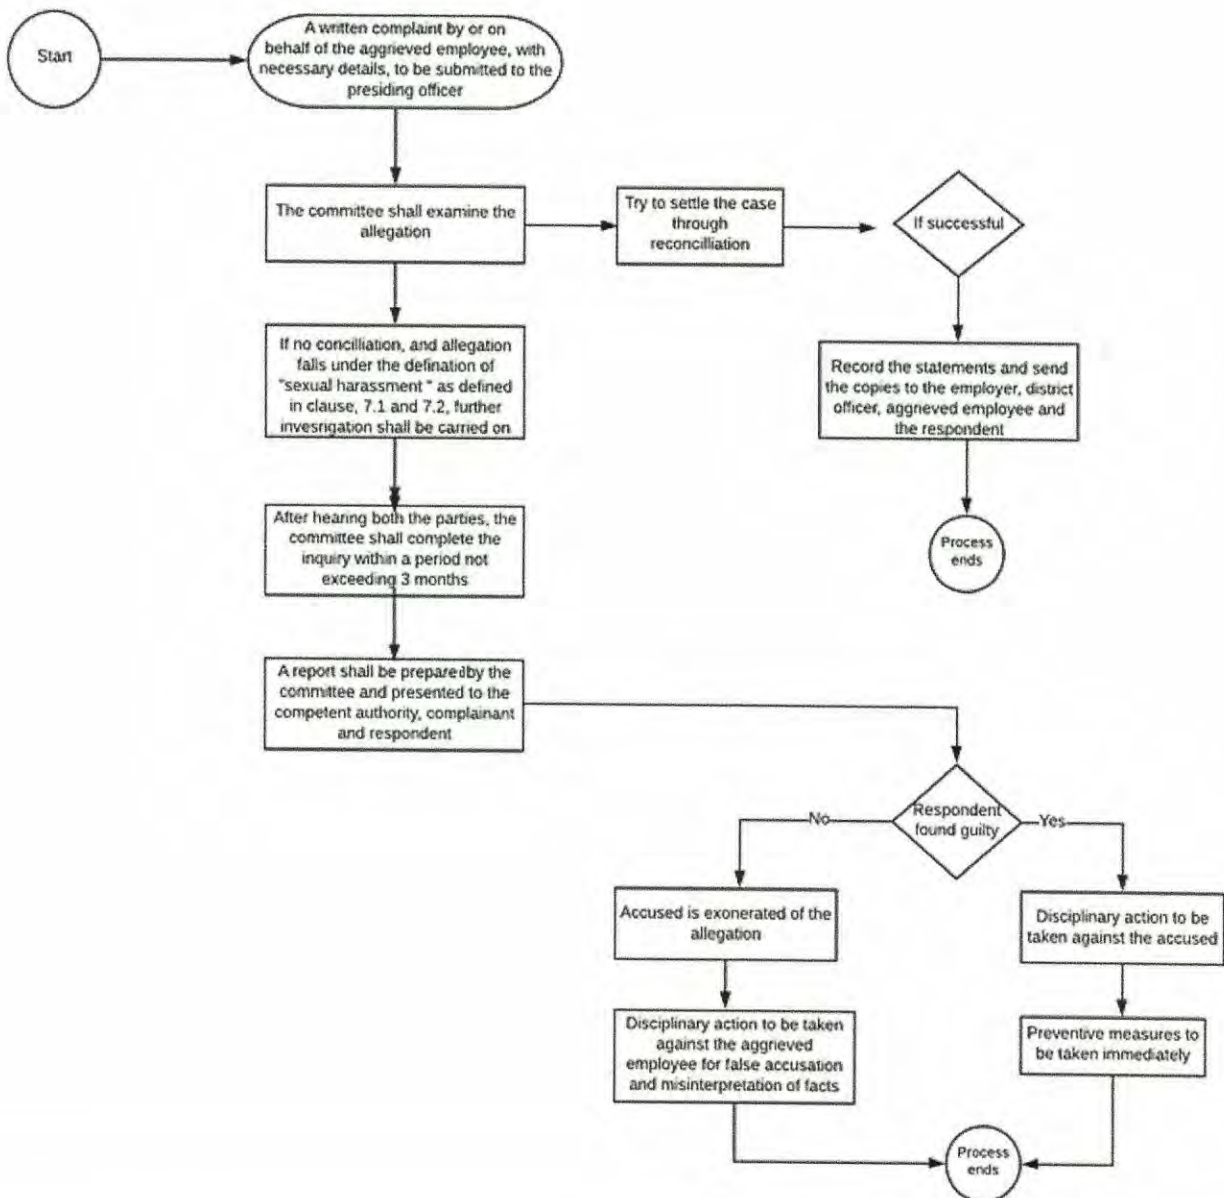 Start
A written complaint by or on
behalf of the aggrieved employee, with
necessary details, to be submitted to the
presiding officer
The committee shall examine the
allegation
Try to settle the case
through
reconcilliation
If successful
If no concilliation, and allegation
falls under the defination of
"sexual harassment " as defined
in clause, 7.1 and 7.2, further
invesrigation shall be carried on
Record the statements and send
the copies to the employer, district
officer, aggrieved employee and
the respondent
After hearing both the parties, the
committee shall complete the
inquiry within a period not
exceeding 3 months
Process
ends
A report shall be prepared by the
committee and presented to the
competent authority, complainant
and respondent
Respondent
found guilty
No
Yes
Accused is exonerated of the
allegation
Disciplinary action to be
taken against the accused
Disciplinary action to be taken
against the aggrieved
employee for false accusation
and misinterpretation of facts
Preventive measures to
be taken immediately
Process
ends